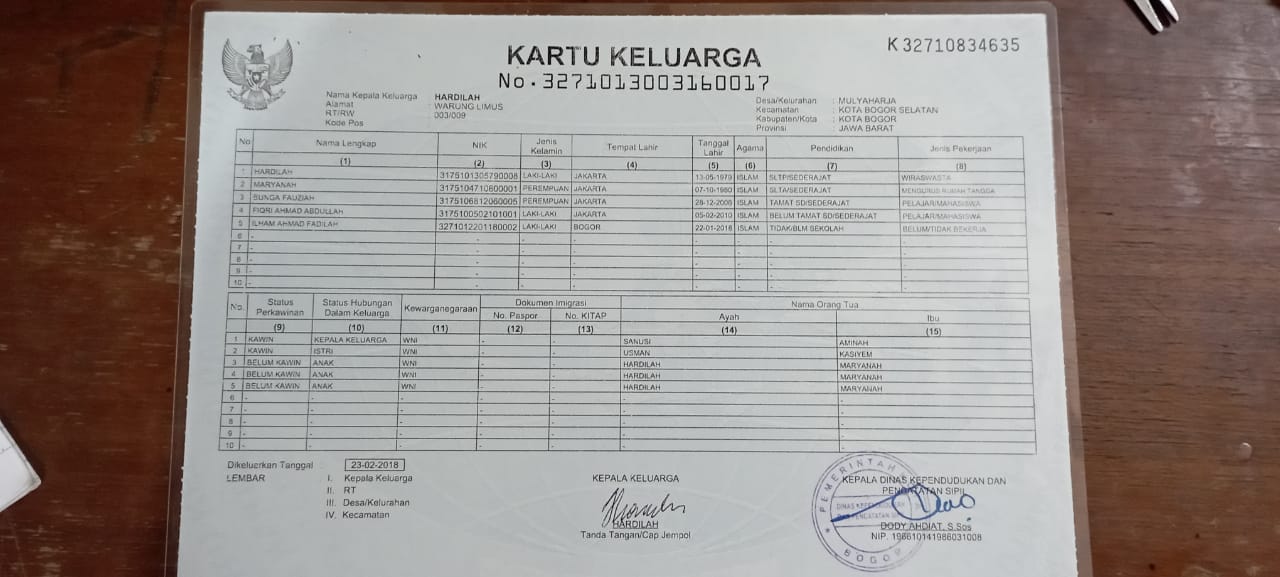 KARTU KELUARGA
No. 3271013003160017
K 32710834635
Nama Kepala Keluarga HARDILAH
Alamat : WARUNG LIMUS
RT/RW : 003/009
Kode Pos
Desa/Kelurahan : MULYAHARJA
Kecamatan : KOTA BOGOR SELATAN
Kabupaten/Kota : KOTA BOGOR
Provinsi : JAWA BARAT
No Nama Lengkap NIK Jenis Kelamin Tempat Lahir Tanggal Lahir Agama Pendidikan Jenis Pekerjaan
(1) (2) (3) (4) (5) (6) (7) (8)
1 HARDILAH 3175101305790008 LAKI-LAKI JAKARTA 13-05-1979 ISLAM SLTP/SEDERAJAT WIRASWASTA
2 MARYANAH 3175104710800001 PEREMPUAN JAKARTA 07-10-1980 ISLAM SLTA/SEDERAJAT MENGURUS RUMAH TANGGA
3 BUNGA FAUZIAH 3175106812060005 PEREMPUAN JAKARTA 28-12-2006 ISLAM TAMAT SD/SEDERAJAT PELAJAR/MAHASISWA
4 FIQRI AHMAD ABDULLAH 3175100502101001 LAKI-LAKI JAKARTA 05-02-2010 ISLAM BELUM TAMAT SD/SEDERAJAT PELAJAR/MAHASISWA
5 ILHAM AHMAD FADILAH 3271012201180002 LAKI-LAKI BOGOR 22-01-2018 ISLAM TIDAK/BLM SEKOLAH BELUM/TIDAK BEKERJA
6 - - - - - - - -
7 - - - - - - - -
8 - - - - - - - -
9 - - - - - - - -
10 - - - - - - - -
No. Status Perkawinan Status Hubungan Dalam Keluarga Kewarganegaraan Dokumen Imigrasi Nama Orang Tua
No. Paspor No. KITAP Ayah Ibu
(9) (10) (11) (12) (13) (14) (15)
1 KAWIN KEPALA KELUARGA WNI - - SANUSI AMINAH
2 KAWIN ISTRI WNI - - USMAN KASIYEM
3 BELUM KAWIN ANAK WNI - - HARDILAH MARYANAH
4 BELUM KAWIN ANAK WNI - - HARDILAH MARYANAH
5 BELUM KAWIN ANAK WNI - - HARDILAH MARYANAH
6 - - - - - - -
7 - - - - - - -
8 - - - - - - -
9 - - - - - - -
10 - - - - - - -
Dikeluarkan Tanggal : 23-02-2018
LEMBAR I. Kepala Keluarga
II. RT
III. Desa/Kelurahan
IV. Kecamatan
KEPALA KELUARGA
HARDILAH
Tanda Tangan/Cap Jempol
KEPALA DINAS KEPENDUDUKAN DAN
PENCATATAN SIPIL
DODY AHDIAT, S.Sos
NIP. 196610141986031008
PEMERINTAH
DINAS KEPENDUDUKAN
DAN PENCATATAN
BOGOR